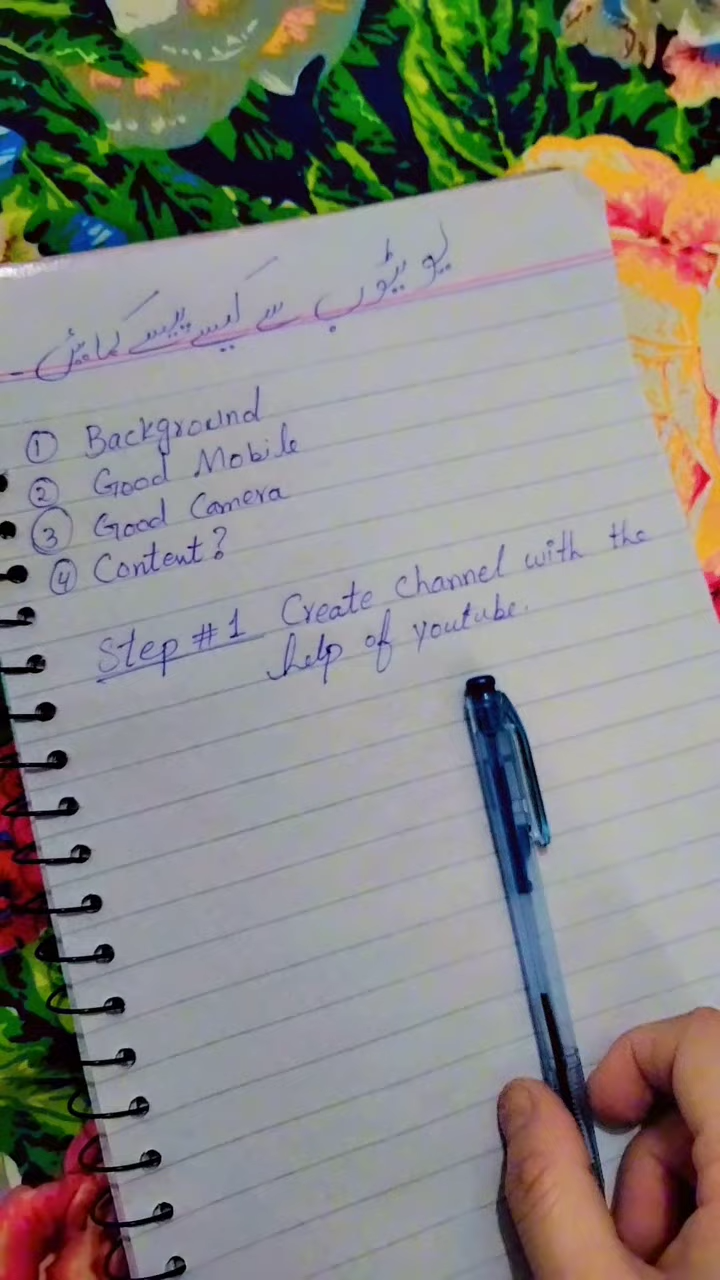 یوٹیوب سے کیسے پیسے کمائیں۔
① Background
② Good Mobile
③ Good Camera
④ Content?
Step #1 Create Channel with the
help of youtube.